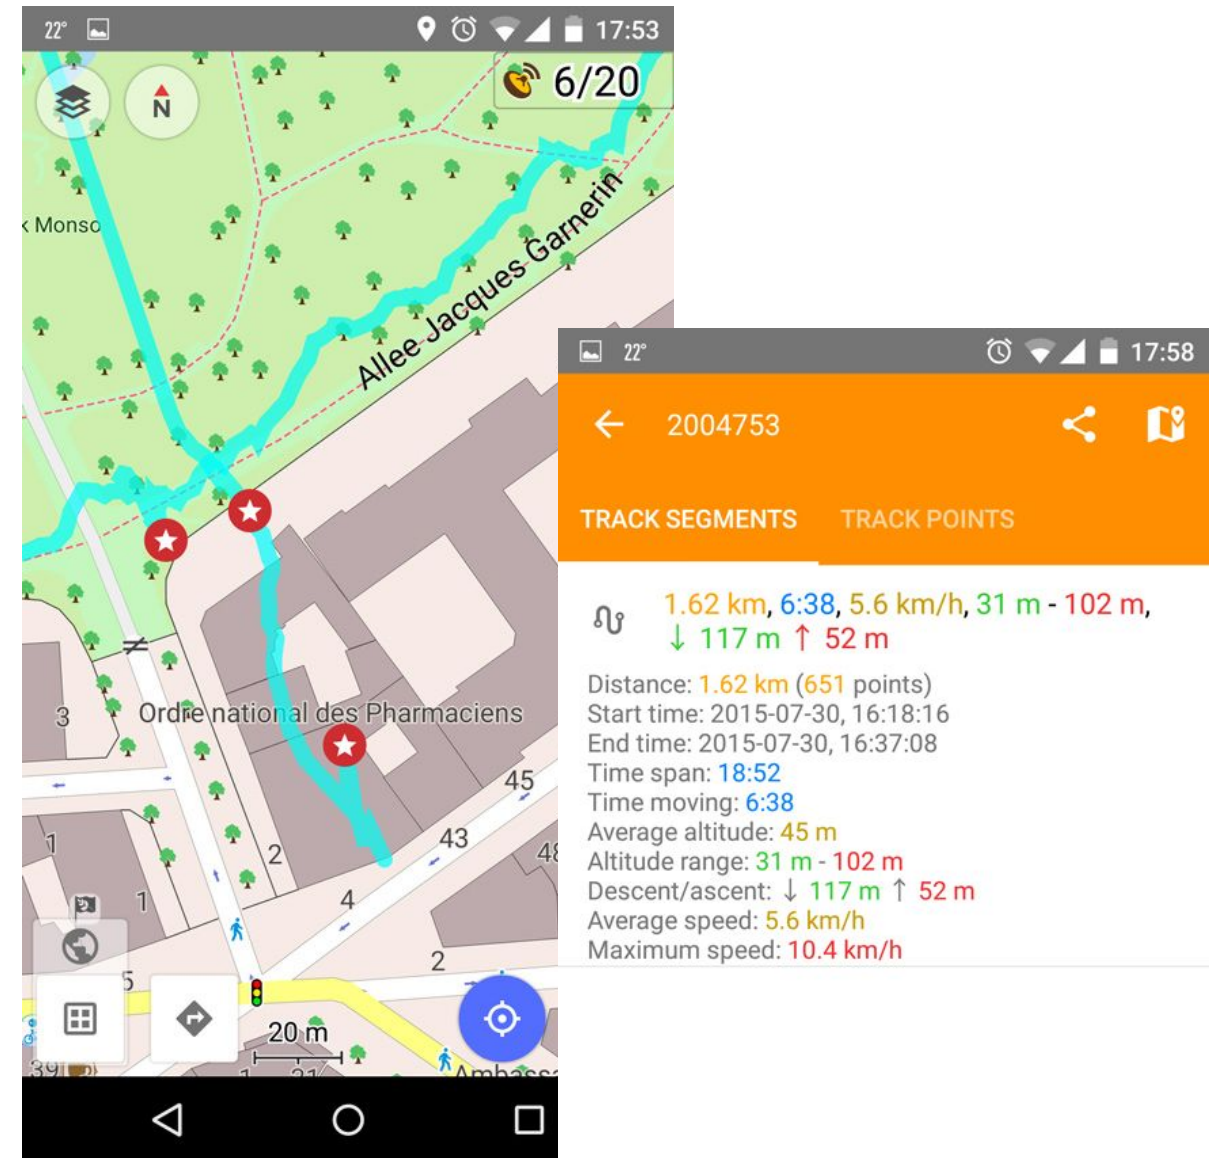 22° 17:53
N
6/20
k Monso
Allee Jacques Garnerin
3
Ordre national des Pharmaciens
45
43
1
2
48
1
4
2
5
20 m
39
1
21
Ambassa
22° 17:58
2004753
TRACK SEGMENTS TRACK POINTS
1.62 km, 6:38, 5.6 km/h, 31 m - 102 m,
↓ 117 m ↑ 52 m
Distance: 1.62 km (651 points)
Start time: 2015-07-30, 16:18:16
End time: 2015-07-30, 16:37:08
Time span: 18:52
Time moving: 6:38
Average altitude: 45 m
Altitude range: 31 m - 102 m
Descent/ascent: ↓ 117 m ↑ 52 m
Average speed: 5.6 km/h
Maximum speed: 10.4 km/h